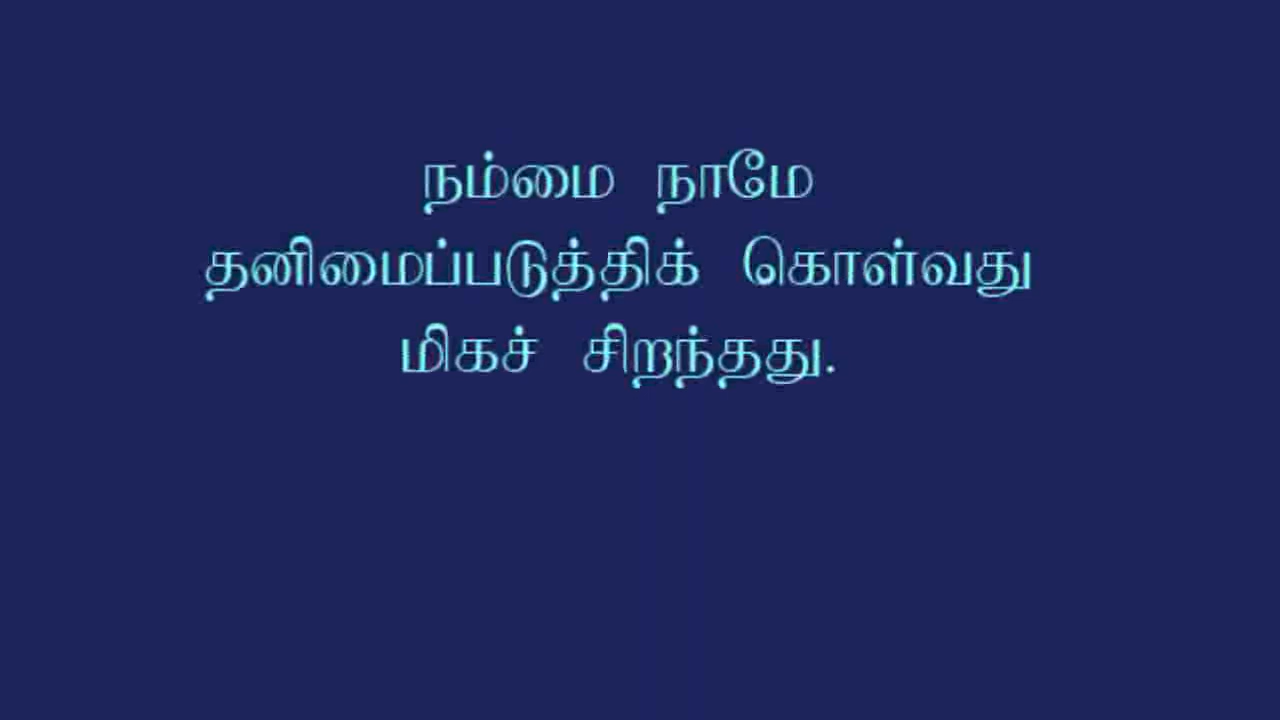 நம்மை நாமே
தனிமைப்படுத்திக் கொள்வது
மிகச் சிறந்தது.